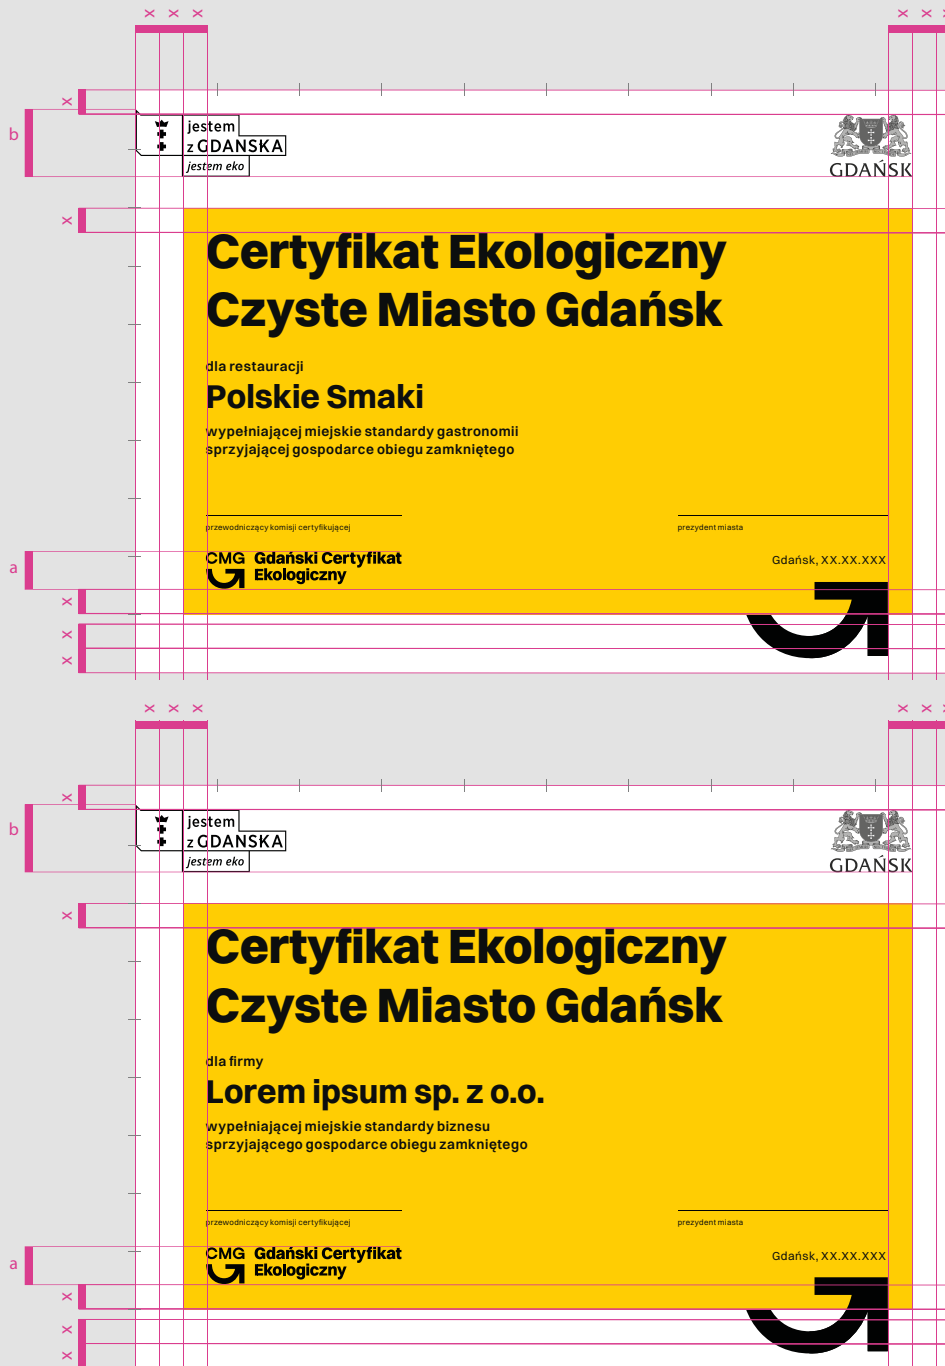 x x x
x x x
x
b
jestem
z GDAŃSKA
jestem eko
GDAŃSK
x
Certyfikat Ekologiczny
Czyste Miasto Gdańsk
dla restauracji
Polskie Smaki
wypełniającej miejskie standardy gastronomii
sprzyjającej gospodarce obiegu zamkniętego
przewodniczący komisji certyfikującej
prezydent miasta
a
CMG Gdański Certyfikat
Ekologiczny
Gdańsk, XX.XX.XXX
x
x
x
x x x
x x x
x
b
jestem
z GDAŃSKA
jestem eko
GDAŃSK
x
Certyfikat Ekologiczny
Czyste Miasto Gdańsk
dla firmy
Lorem ipsum sp. z o.o.
wypełniającej miejskie standardy biznesu
sprzyjającego gospodarce obiegu zamkniętego
przewodniczący komisji certyfikującej
prezydent miasta
a
CMG Gdański Certyfikat
Ekologiczny
Gdańsk, XX.XX.XXX
x
x
x